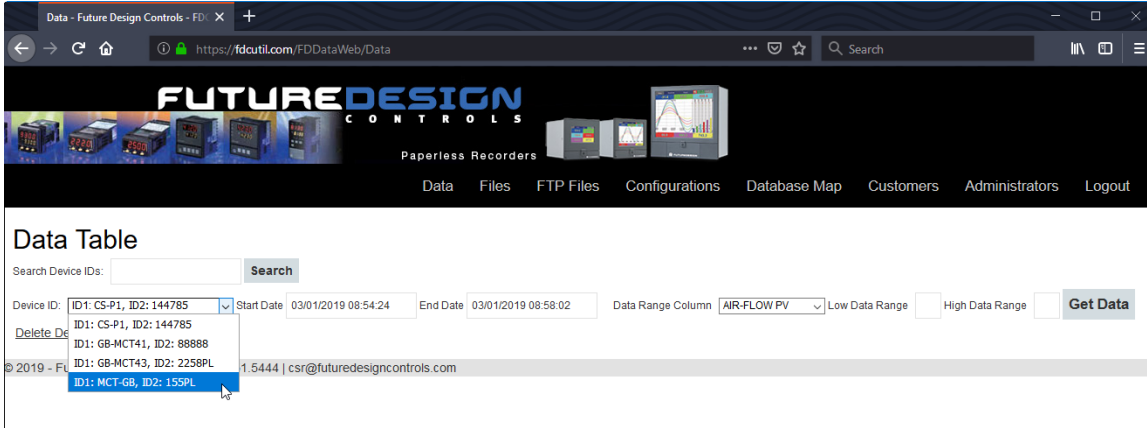 Data - Future Design Controls - FDC
https://fdcutil.com/FDDataWeb/Data
Search
FUTUREDESIGN
CONTROLS
Paperless Recorders
Data Files FTP Files Configurations Database Map Customers Administrators Logout
Data Table
Search Device IDs: Search
Device ID: ID1: CS-P1, ID2: 144785 Start Date 03/01/2019 08:54:24 End Date 03/01/2019 08:58:02 Data Range Column AIR-FLOW PV Low Data Range High Data Range Get Data
ID1: CS-P1, ID2: 144785
Delete De
ID1: GB-MCT41, ID2: 88888
ID1: GB-MCT43, ID2: 2258PL
© 2019 - Fu 1.5444 | csr@futuredesigncontrols.com
ID1: MCT-GB, ID2: 155PL